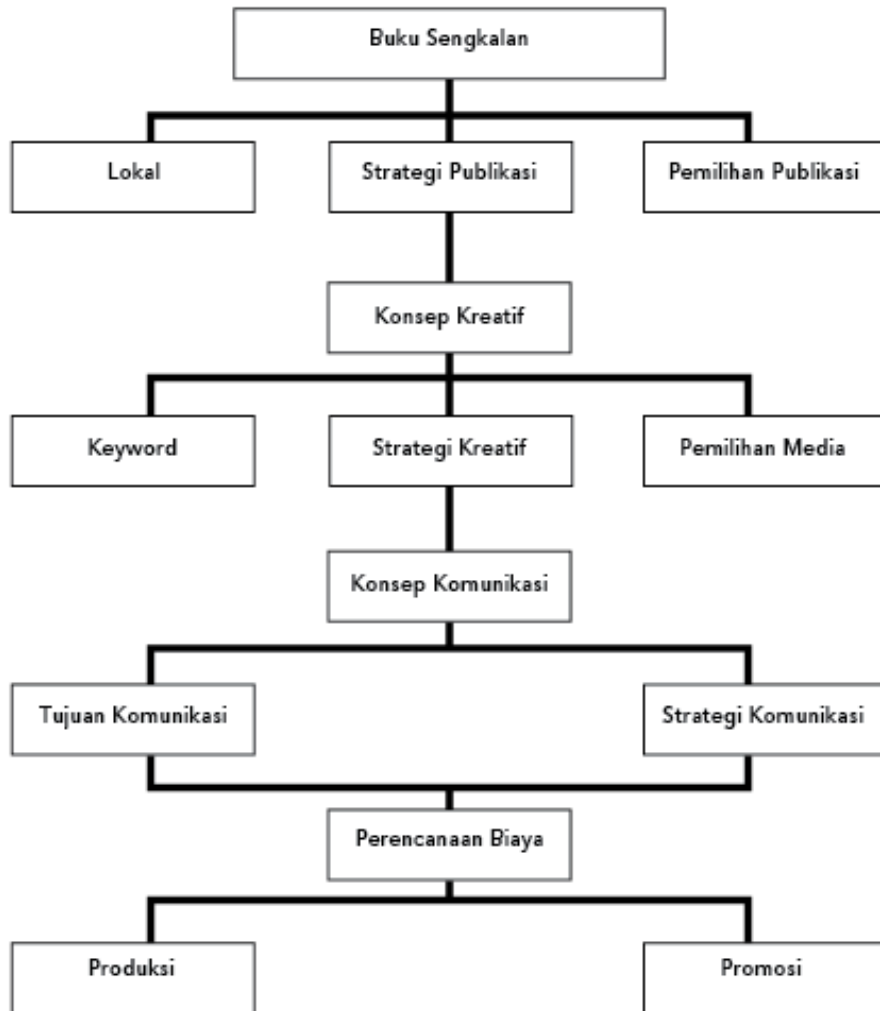 Buku Sengkalan
Lokal
Strategi Publikasi
Pemilihan Publikasi
Konsep Kreatif
Keyword
Strategi Kreatif
Pemilihan Media
Konsep Komunikasi
Tujuan Komunikasi
Strategi Komunikasi
Perencanaan Biaya
Produksi
Promosi